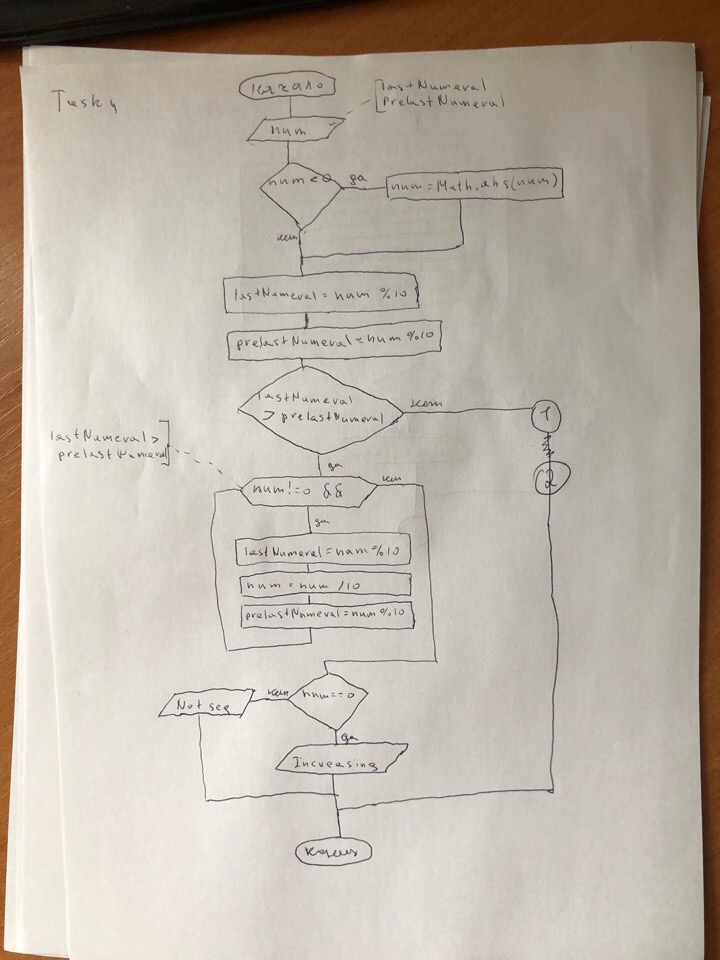 Task 4
Начало
lastNumeral
prelastNumeral
num
num < 0
да
num = Math.abs(num)
нет
lastNumeral = num % 10
prelastNumeral = num % 10
lastNumeral
> prelastNumeral
нет
1
2
да
lastNumeral >
prelastNumeral
num != 0 &&
нет
да
lastNumeral = num % 10
num = num / 10
prelastNumeral = num % 10
num == 0
нет
Not seq
да
Increasing
Конец